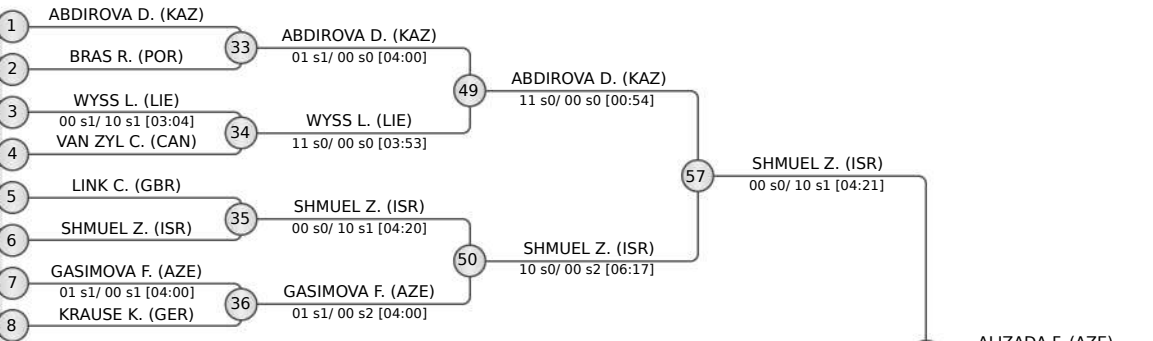 1
ABDIROVA D. (KAZ)
2
BRAS R. (POR)
33
ABDIROVA D. (KAZ)
01 s1/ 00 s0 [04:00]
3
WYSS L. (LIE)
00 s1/ 10 s1 [03:04]
4
VAN ZYL C. (CAN)
34
WYSS L. (LIE)
11 s0/ 00 s0 [03:53]
49
ABDIROVA D. (KAZ)
11 s0/ 00 s0 [00:54]
5
LINK C. (GBR)
6
SHMUEL Z. (ISR)
35
SHMUEL Z. (ISR)
00 s0/ 10 s1 [04:20]
7
GASIMOVA F. (AZE)
01 s1/ 00 s1 [04:00]
8
KRAUSE K. (GER)
36
GASIMOVA F. (AZE)
01 s1/ 00 s2 [04:00]
50
SHMUEL Z. (ISR)
10 s0/ 00 s2 [06:17]
57
SHMUEL Z. (ISR)
00 s0/ 10 s1 [04:21]
ALIZADA F. (AZE)